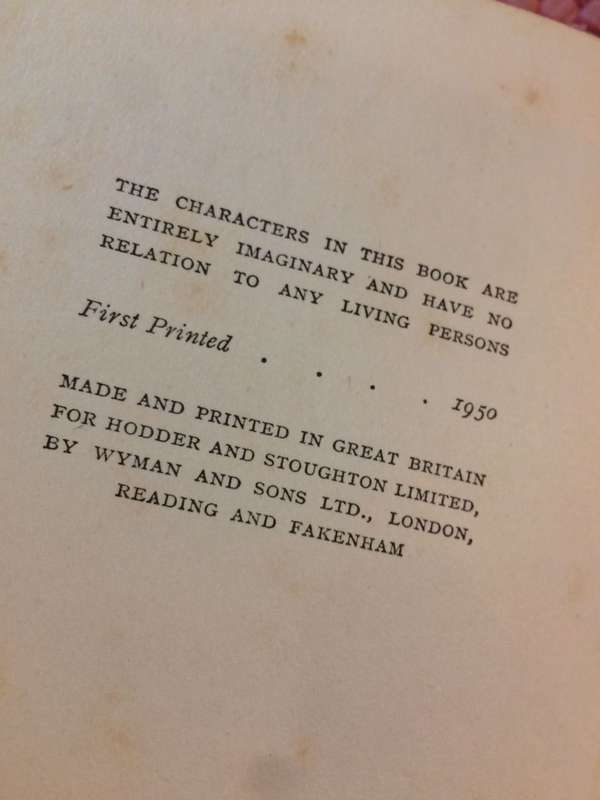 THE CHARACTERS IN THIS BOOK ARE
ENTIRELY IMAGINARY AND HAVE NO
RELATION TO ANY LIVING PERSONS
First Printed . . . . 1950
MADE AND PRINTED IN GREAT BRITAIN
FOR HODDER AND STOUGHTON LIMITED,
BY WYMAN AND SONS LTD., LONDON,
READING AND FAKENHAM